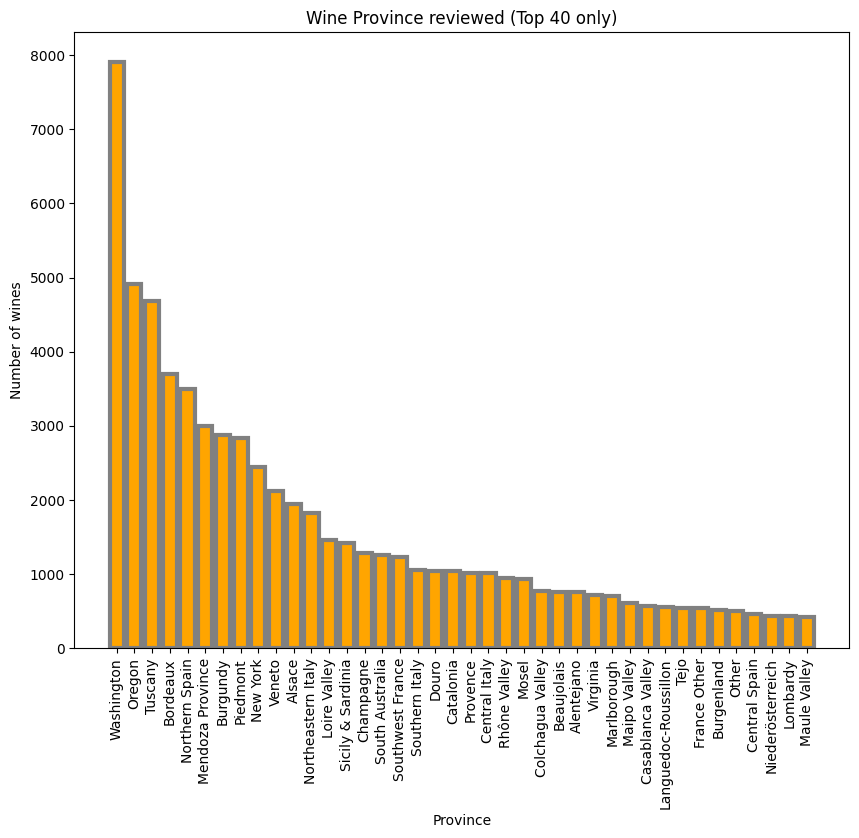 Wine Province reviewed (Top 40 only)
Number of wines
8000
7000
6000
5000
4000
3000
2000
1000
0
Washington
Oregon
Tuscany
Bordeaux
Northern Spain
Mendoza Province
Burgundy
Piedmont
New York
Veneto
Alsace
Northeastern Italy
Loire Valley
Sicily & Sardinia
Champagne
South Australia
Southwest France
Southern Italy
Douro
Catalonia
Provence
Central Italy
Rhône Valley
Mosel
Colchagua Valley
Beaujolais
Alentejano
Virginia
Marlborough
Maipo Valley
Casablanca Valley
Languedoc-Roussillon
Tejo
France Other
Burgenland
Other
Central Spain
Niederösterreich
Lombardy
Maule Valley
Province